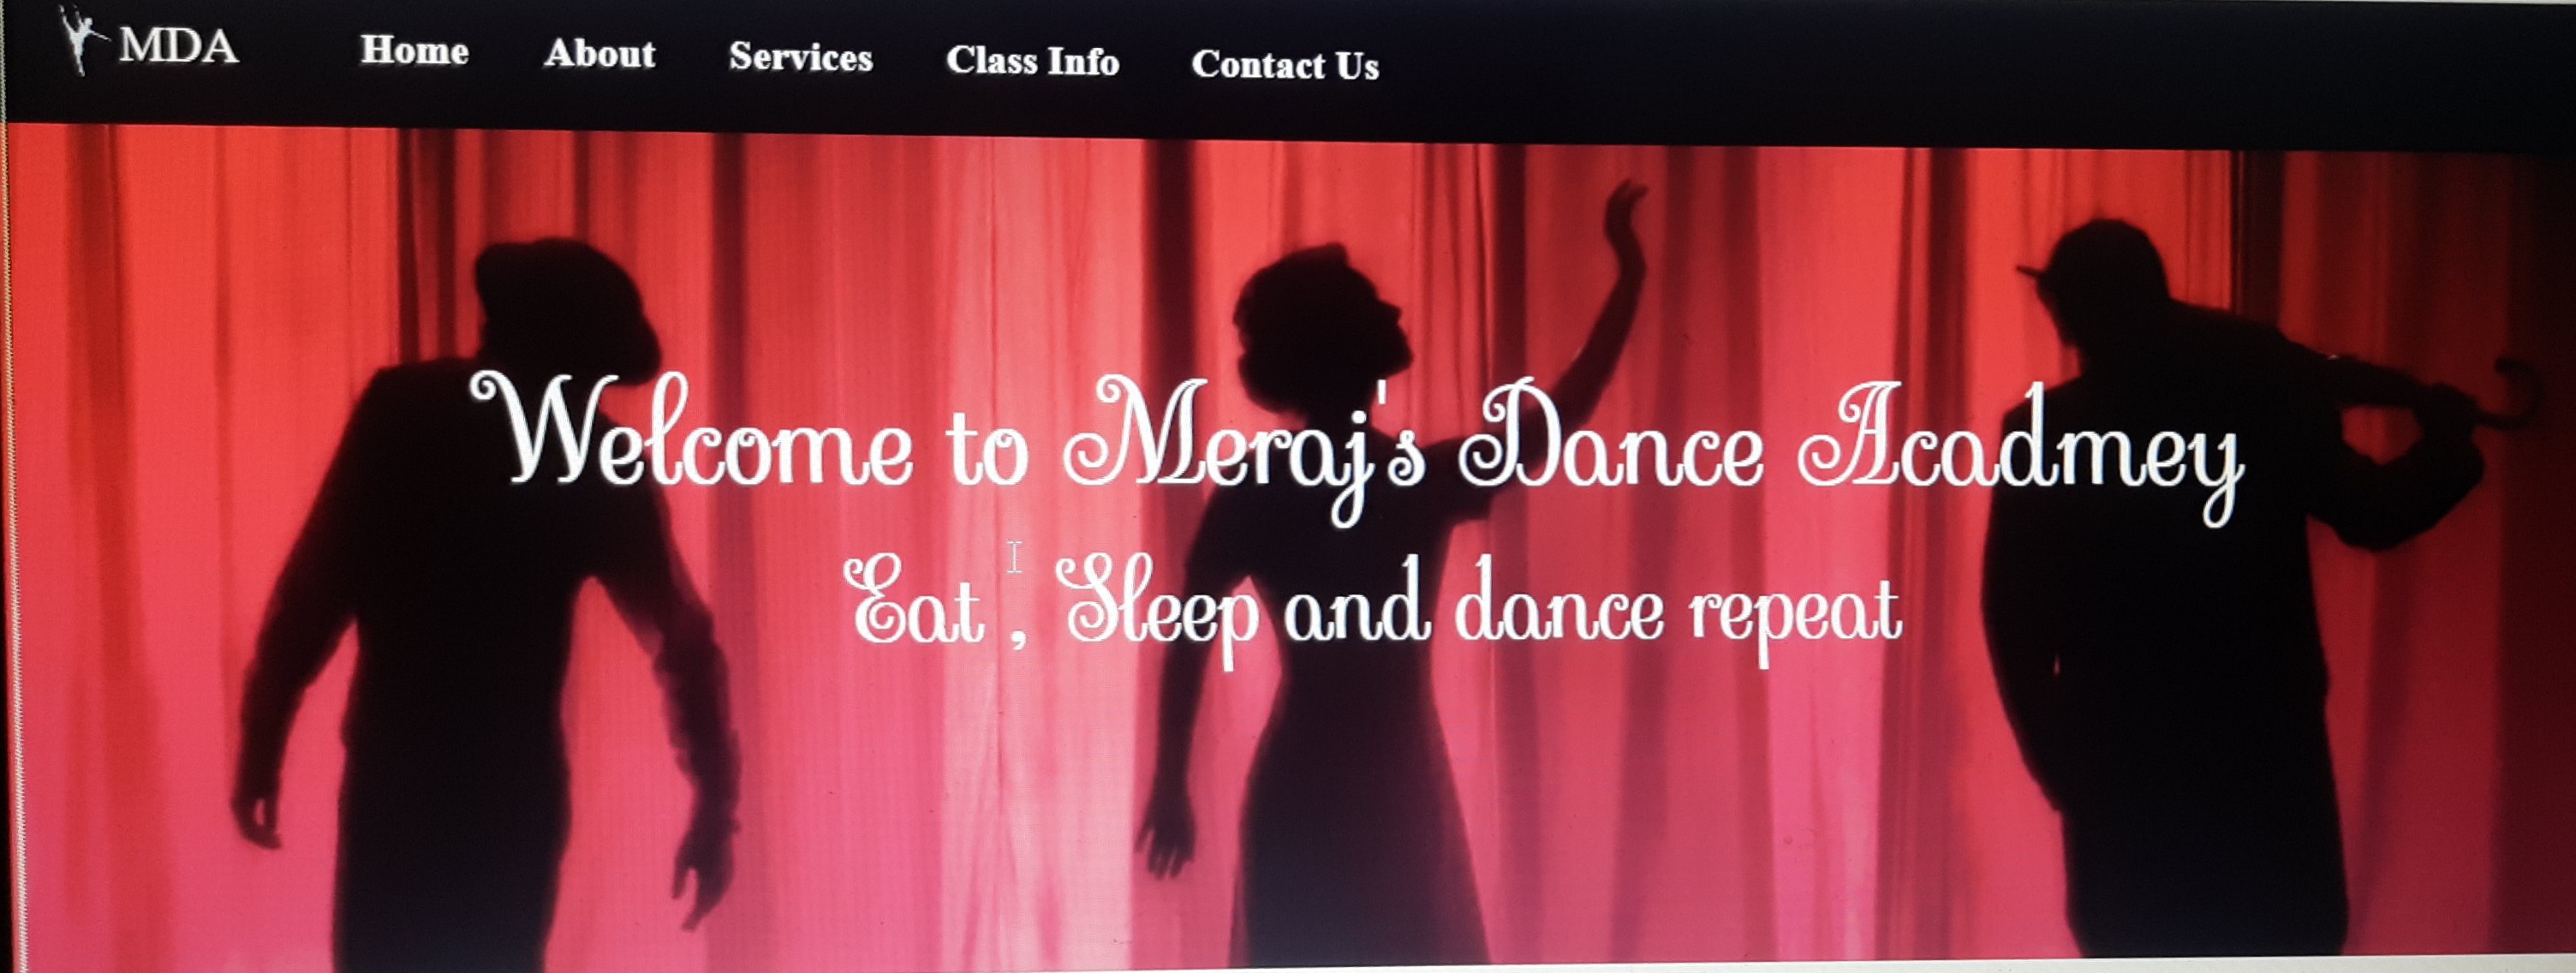 MDA Home About Services Class Info Contact Us
Welcome to Meraj's Dance Acadmey
Eat , Sleep and dance repeat